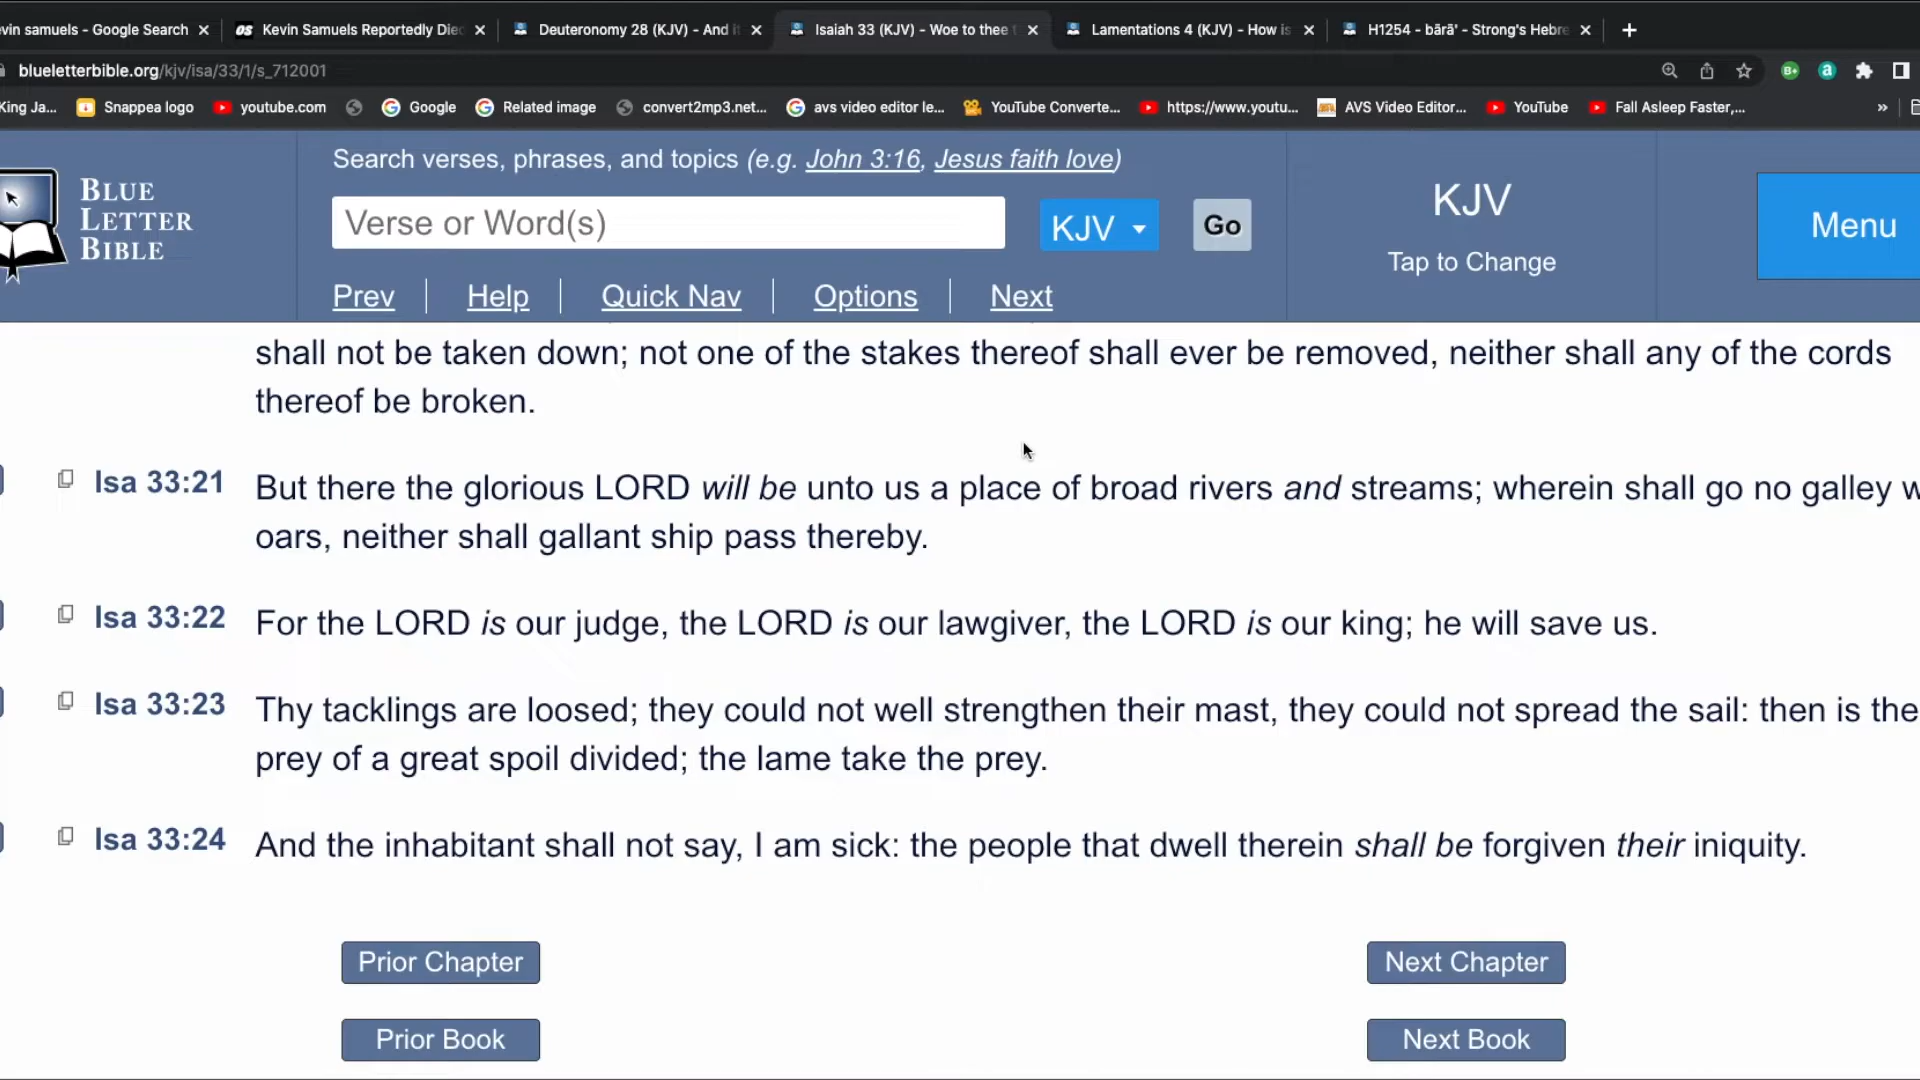 vin samuels - Google Search
Kevin Samuels Reportedly Died
Deuteronomy 28 (KJV) - And it
Isaiah 33 (KJV) - Woe to thee t
Lamentations 4 (KJV) - How is
H1254 - bārā' - Strong's Hebre
blueletterbible.org/kjv/isa/33/1/s_712001
King Ja...
Snappea logo
youtube.com
Google
Related image
convert2mp3.net...
avs video editor le...
YouTube Converte...
https://www.youtu...
AVS Video Editor...
YouTube
Fall Asleep Faster,...
BLUE
LETTER
BIBLE
Search verses, phrases, and topics (e.g. John 3:16, Jesus faith love)
Verse or Word(s)
KJV
Go
Prev
Help
Quick Nav
Options
Next
KJV
Tap to Change
Menu
shall not be taken down; not one of the stakes thereof shall ever be removed, neither shall any of the cords
thereof be broken.
Isa 33:21 But there the glorious LORD will be unto us a place of broad rivers and streams; wherein shall go no galley w
oars, neither shall gallant ship pass thereby.
Isa 33:22 For the LORD is our judge, the LORD is our lawgiver, the LORD is our king; he will save us.
Isa 33:23 Thy tacklings are loosed; they could not well strengthen their mast, they could not spread the sail: then is the
prey of a great spoil divided; the lame take the prey.
Isa 33:24 And the inhabitant shall not say, I am sick: the people that dwell therein shall be forgiven their iniquity.
Prior Chapter
Next Chapter
Prior Book
Next Book